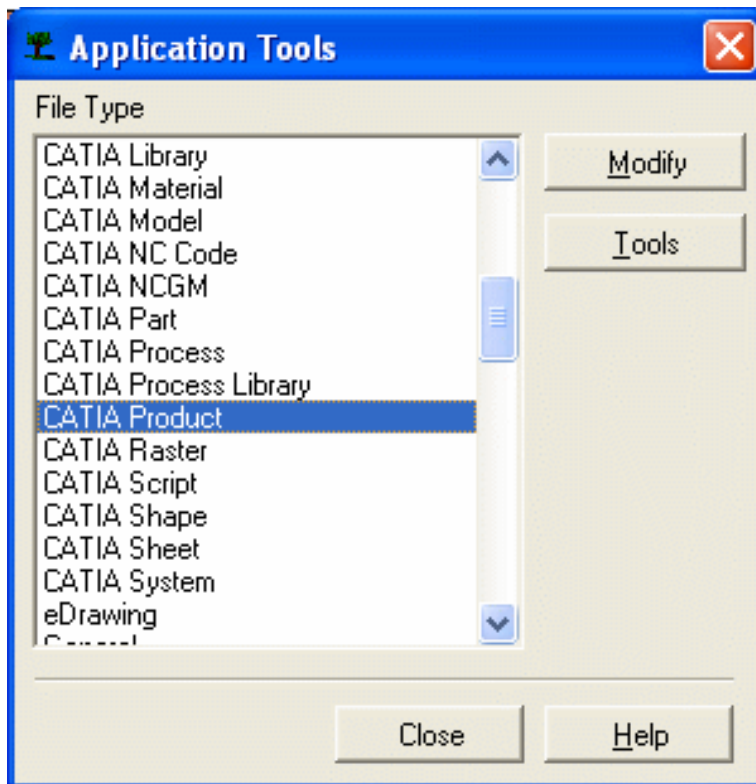 Application Tools
File Type
CATIA Library
CATIA Material
CATIA Model
CATIA NC Code
CATIA NCGM
CATIA Part
CATIA Process
CATIA Process Library
CATIA Product
CATIA Raster
CATIA Script
CATIA Shape
CATIA Sheet
CATIA System
eDrawing
Modify
Tools
Close
Help